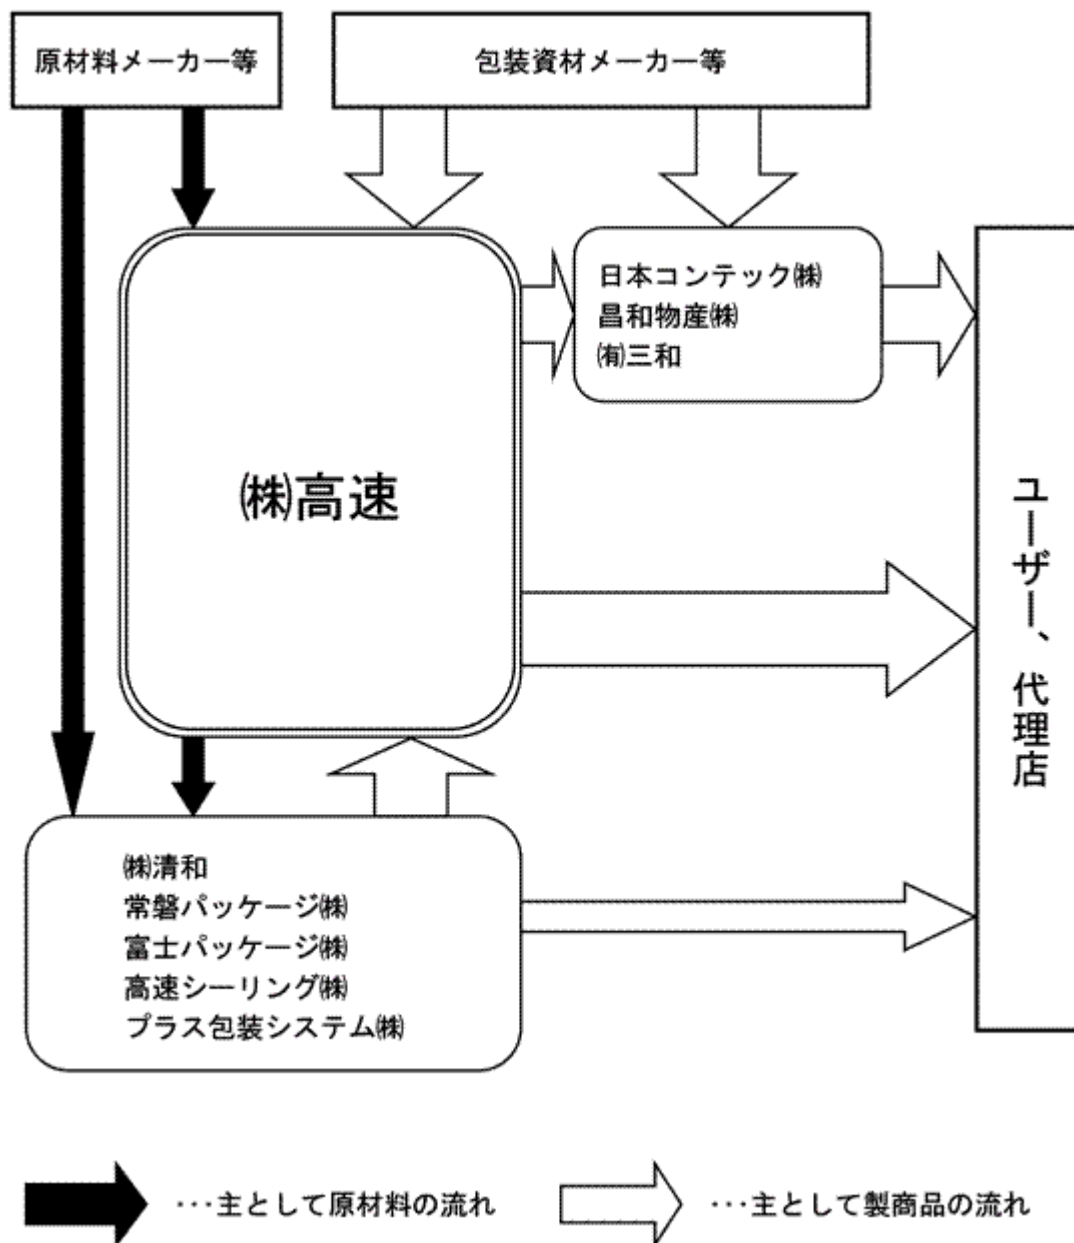 原材料メーカー等
包装資材メーカー等
日本コンテック㈱
昌和物産㈱
㈲三和
㈱高速
ユーザー、代理店
㈱清和
常磐パッケージ㈱
富士パッケージ㈱
高速シーリング㈱
プラス包装システム㈱
･･･主として原材料の流れ
･･･主として製商品の流れ